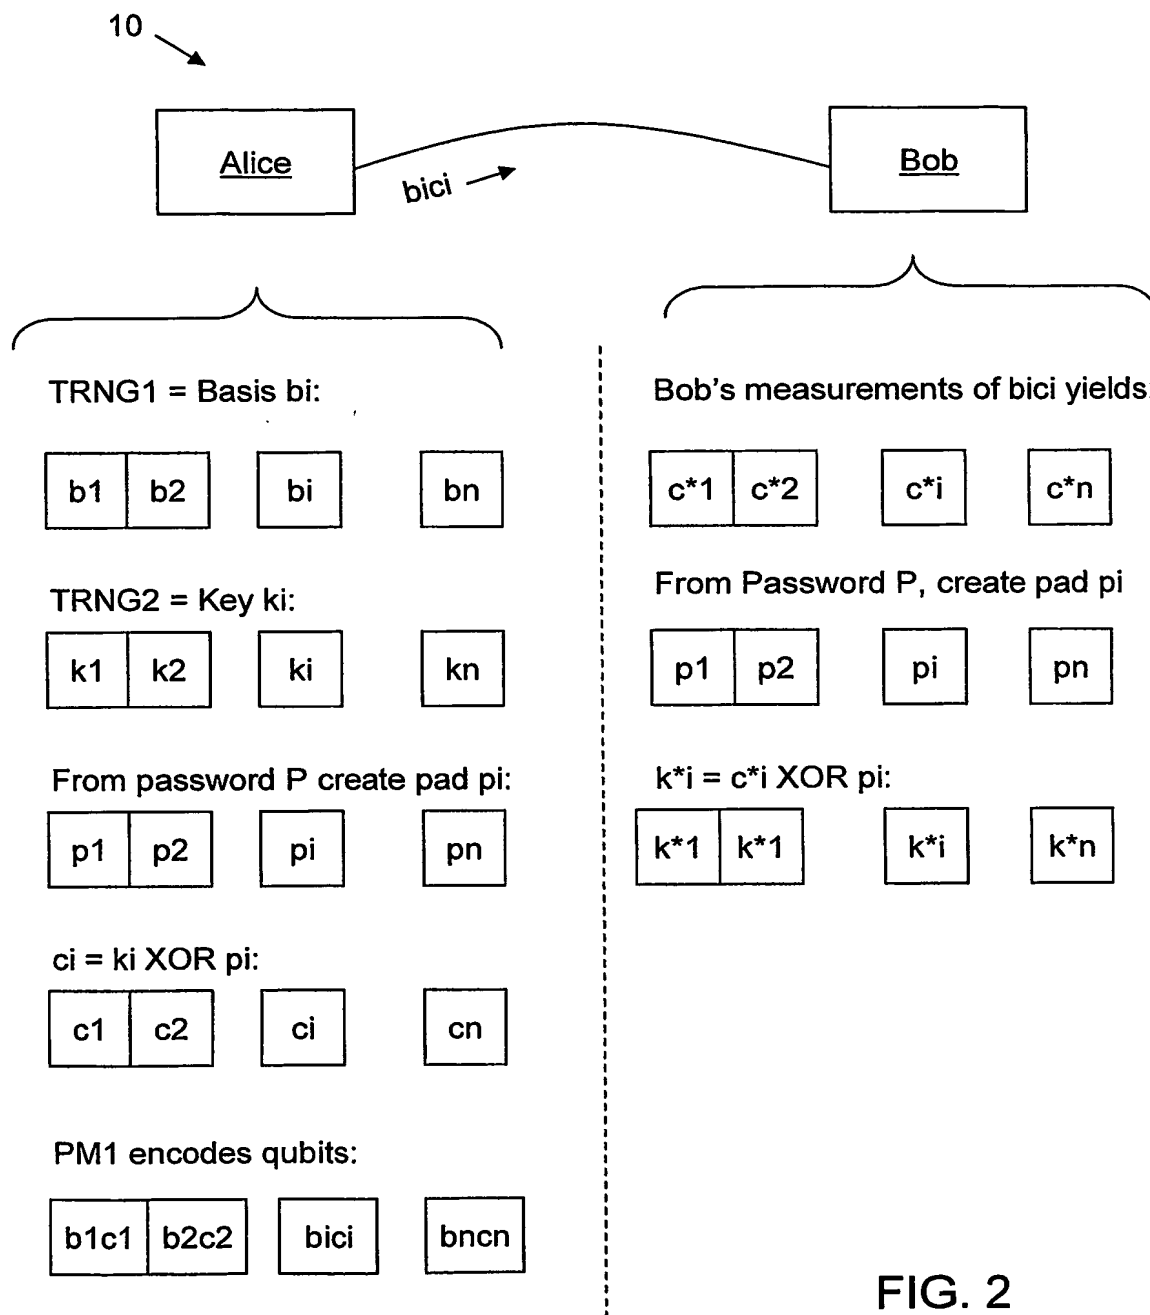 10
Alice
Bob
bici
TRNG1 = Basis bi:
b1 b2 bi bn
TRNG2 = Key ki:
k1 k2 ki kn
From password P create pad pi:
p1 p2 pi pn
ci = ki XOR pi:
c1 c2 ci cn
PM1 encodes qubits:
b1c1 b2c2 bici bncn
Bob's measurements of bici yields:
c*1 c*2 c*i c*n
From Password P, create pad pi
p1 p2 pi pn
k*i = c*i XOR pi:
k*1 k*1 k*i k*n
FIG. 2